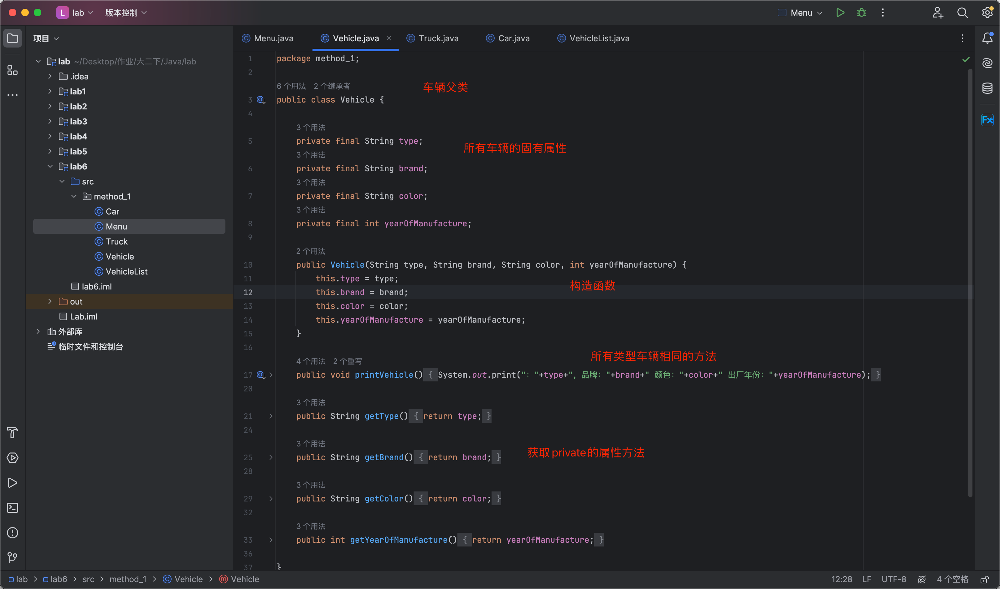 L lab 版本控制 Menu
项目
lab ~/Desktop/作业/大二下/Java/lab
.idea
lab1
lab2
lab3
lab4
lab5
lab6
src
method_1
Car
Menu
Truck
Vehicle
VehicleList
lab6.iml
out
Lab.iml
外部库
临时文件和控制台
Menu.java Vehicle.java Truck.java Car.java VehicleList.java
1 package method_1;
2
6 个用法 2 个继承者
车辆父类
3 public class Vehicle {
4
3 个用法
5 private final String type;
所有车辆的固有属性
3 个用法
6 private final String brand;
3 个用法
7 private final String color;
3 个用法
8 private final int yearOfManufacture;
9
2 个用法
10 public Vehicle(String type, String brand, String color, int yearOfManufacture) {
11 this.type = type;
构造函数
12 this.brand = brand;
13 this.color = color;
14 this.yearOfManufacture = yearOfManufacture;
15 }
16
所有类型车辆相同的方法
4 个用法 2 个重写
17 public void printVehicle() { System.out.print(": "+type+", 品牌: "+brand+" 颜色: "+color+" 出厂年份: "+yearOfManufacture); }
20
3 个用法
21 public String getType() { return type; }
24
3 个用法
获取private的属性方法
25 public String getBrand() { return brand; }
28
3 个用法
29 public String getColor() { return color; }
32
3 个用法
33 public int getYearOfManufacture() { return yearOfManufacture; }
36
37 }
Fx
lab > lab6 > src > method_1 > Vehicle > Vehicle 12:28 LF UTF-8 4 个空格